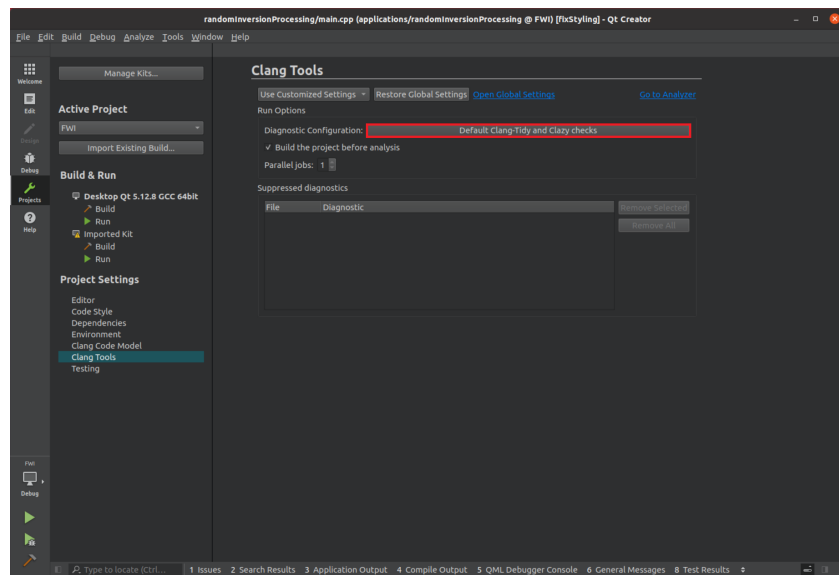 randomInversionProcessing/main.cpp (applications/randomInversionProcessing @ FWI) [fixStyling] - Qt Creator
File Edit Build Debug Analyze Tools Window Help
Welcome
Edit
Design
Debug
Projects
Help
FWI
Debug
Manage Kits...
Active Project
FWI
Import Existing Build...
Build & Run
Desktop Qt 5.12.8 GCC 64bit
Build
Run
Imported Kit
Build
Run
Project Settings
Editor
Code Style
Dependencies
Environment
Clang Code Model
Clang Tools
Testing
Clang Tools
Use Customized Settings Restore Global Settings Open Global Settings Go to Analyzer
Run Options
Diagnostic Configuration: Default Clang-Tidy and Clazy checks
Build the project before analysis
Parallel jobs: 1
Suppressed diagnostics
File Diagnostic
Remove Selected
Remove All
Type to locate (Ctrl... 1 Issues 2 Search Results 3 Application Output 4 Compile Output 5 QML Debugger Console 6 General Messages 8 Test Results